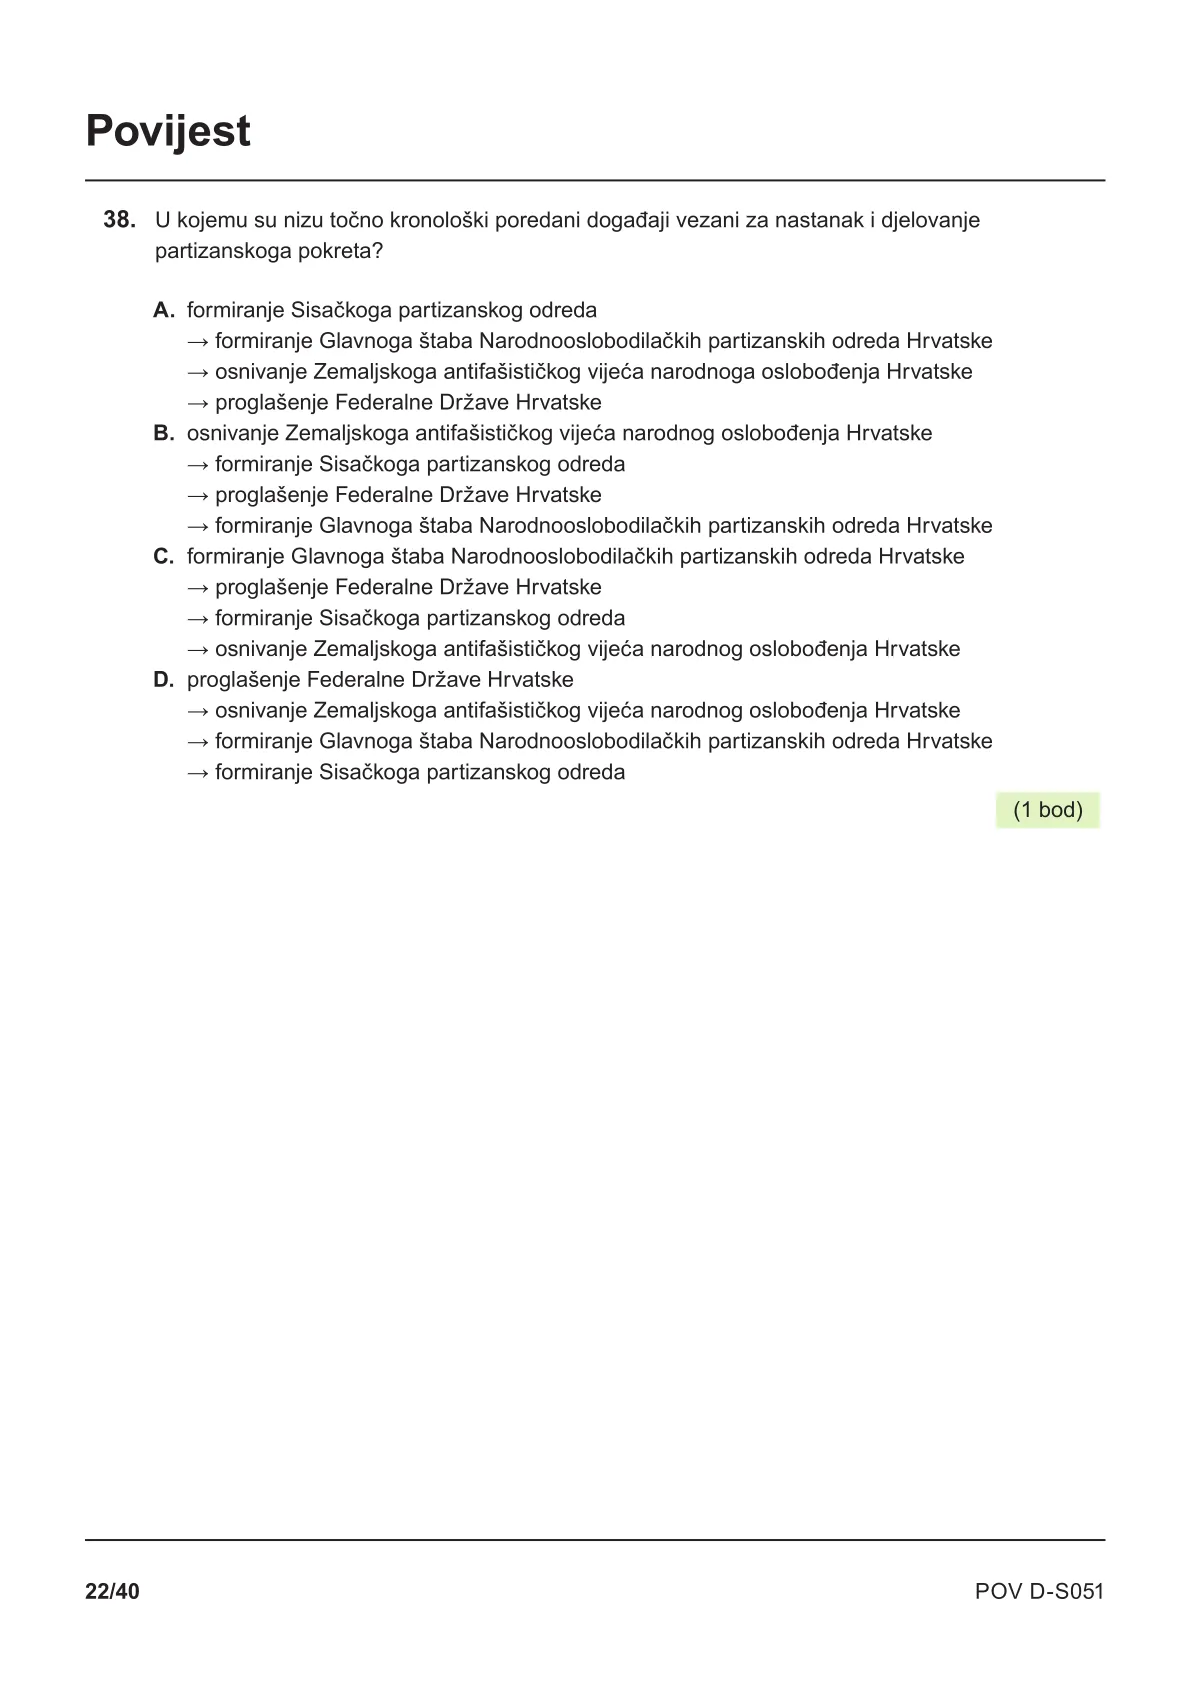 Povijest
38. U kojemu su nizu točno kronološki poredani događaji vezani za nastanak i djelovanje
partizanskoga pokreta?
A. formiranje Sisačkoga partizanskog odreda
→ formiranje Glavnoga štaba Narodnooslobodilačkih partizanskih odreda Hrvatske
→ osnivanje Zemaljskoga antifašističkog vijeća narodnoga oslobođenja Hrvatske
→ proglašenje Federalne Države Hrvatske
B. osnivanje Zemaljskoga antifašističkog vijeća narodnog oslobođenja Hrvatske
→ formiranje Sisačkoga partizanskog odreda
→ proglašenje Federalne Države Hrvatske
→ formiranje Glavnoga štaba Narodnooslobodilačkih partizanskih odreda Hrvatske
C. formiranje Glavnoga štaba Narodnooslobodilačkih partizanskih odreda Hrvatske
→ proglašenje Federalne Države Hrvatske
→ formiranje Sisačkoga partizanskog odreda
→ osnivanje Zemaljskoga antifašističkog vijeća narodnog oslobođenja Hrvatske
D. proglašenje Federalne Države Hrvatske
→ osnivanje Zemaljskoga antifašističkog vijeća narodnog oslobođenja Hrvatske
→ formiranje Glavnoga štaba Narodnooslobodilačkih partizanskih odreda Hrvatske
→ formiranje Sisačkoga partizanskog odreda
(1 bod)
22/40
POV D-S051